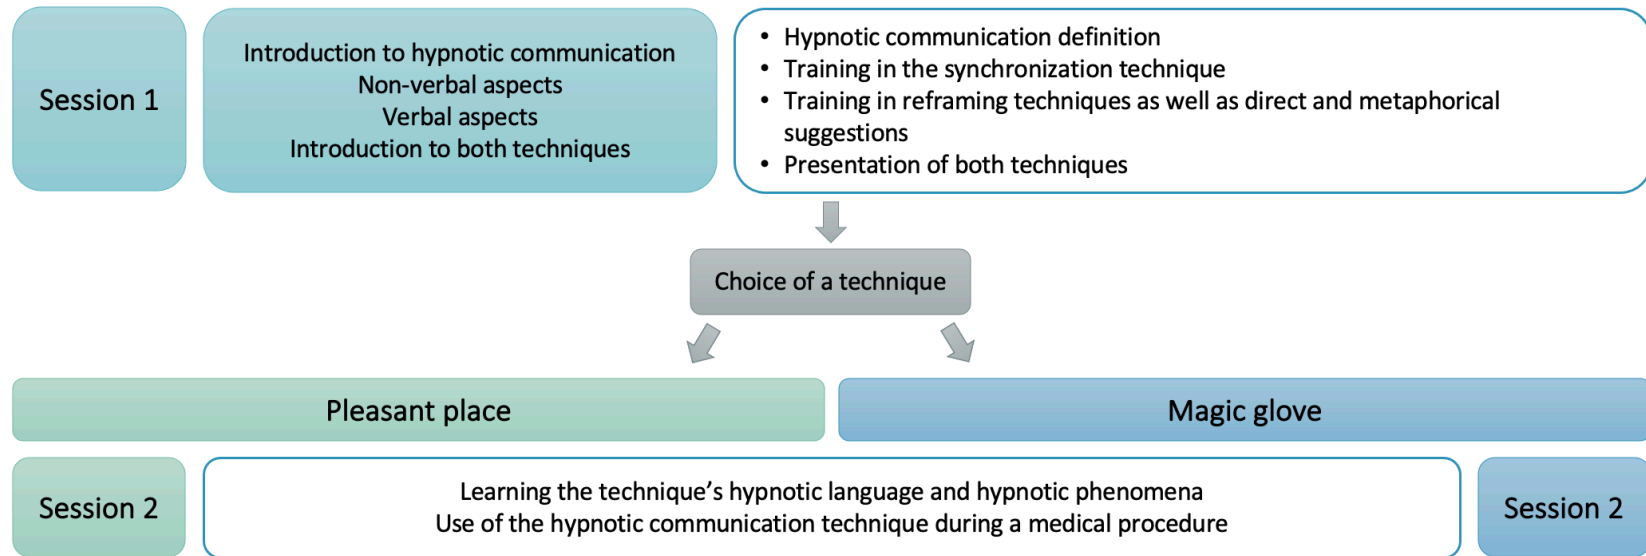 Session 1
Introduction to hypnotic communication
Non-verbal aspects
Verbal aspects
Introduction to both techniques
• Hypnotic communication definition
• Training in the synchronization technique
• Training in reframing techniques as well as direct and metaphorical
suggestions
• Presentation of both techniques
Choice of a technique
Pleasant place
Magic glove
Session 2
Learning the technique's hypnotic language and hypnotic phenomena
Use of the hypnotic communication technique during a medical procedure
Session 2